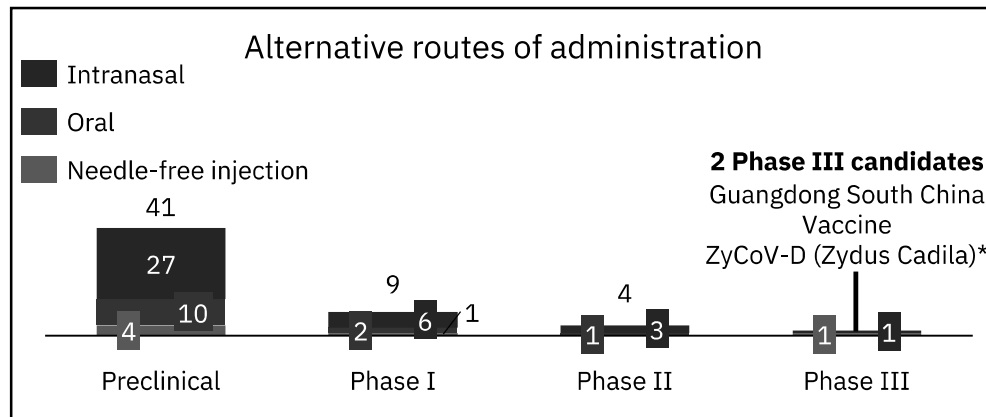 Alternative routes of administration
Intranasal
Oral
Needle-free injection
2 Phase III candidates
Guangdong South China
Vaccine
ZyCoV-D (Zydus Cadila)*
41
27
10
4
9
6
1
2
4
3
1
1
1
Preclinical
Phase I
Phase II
Phase III